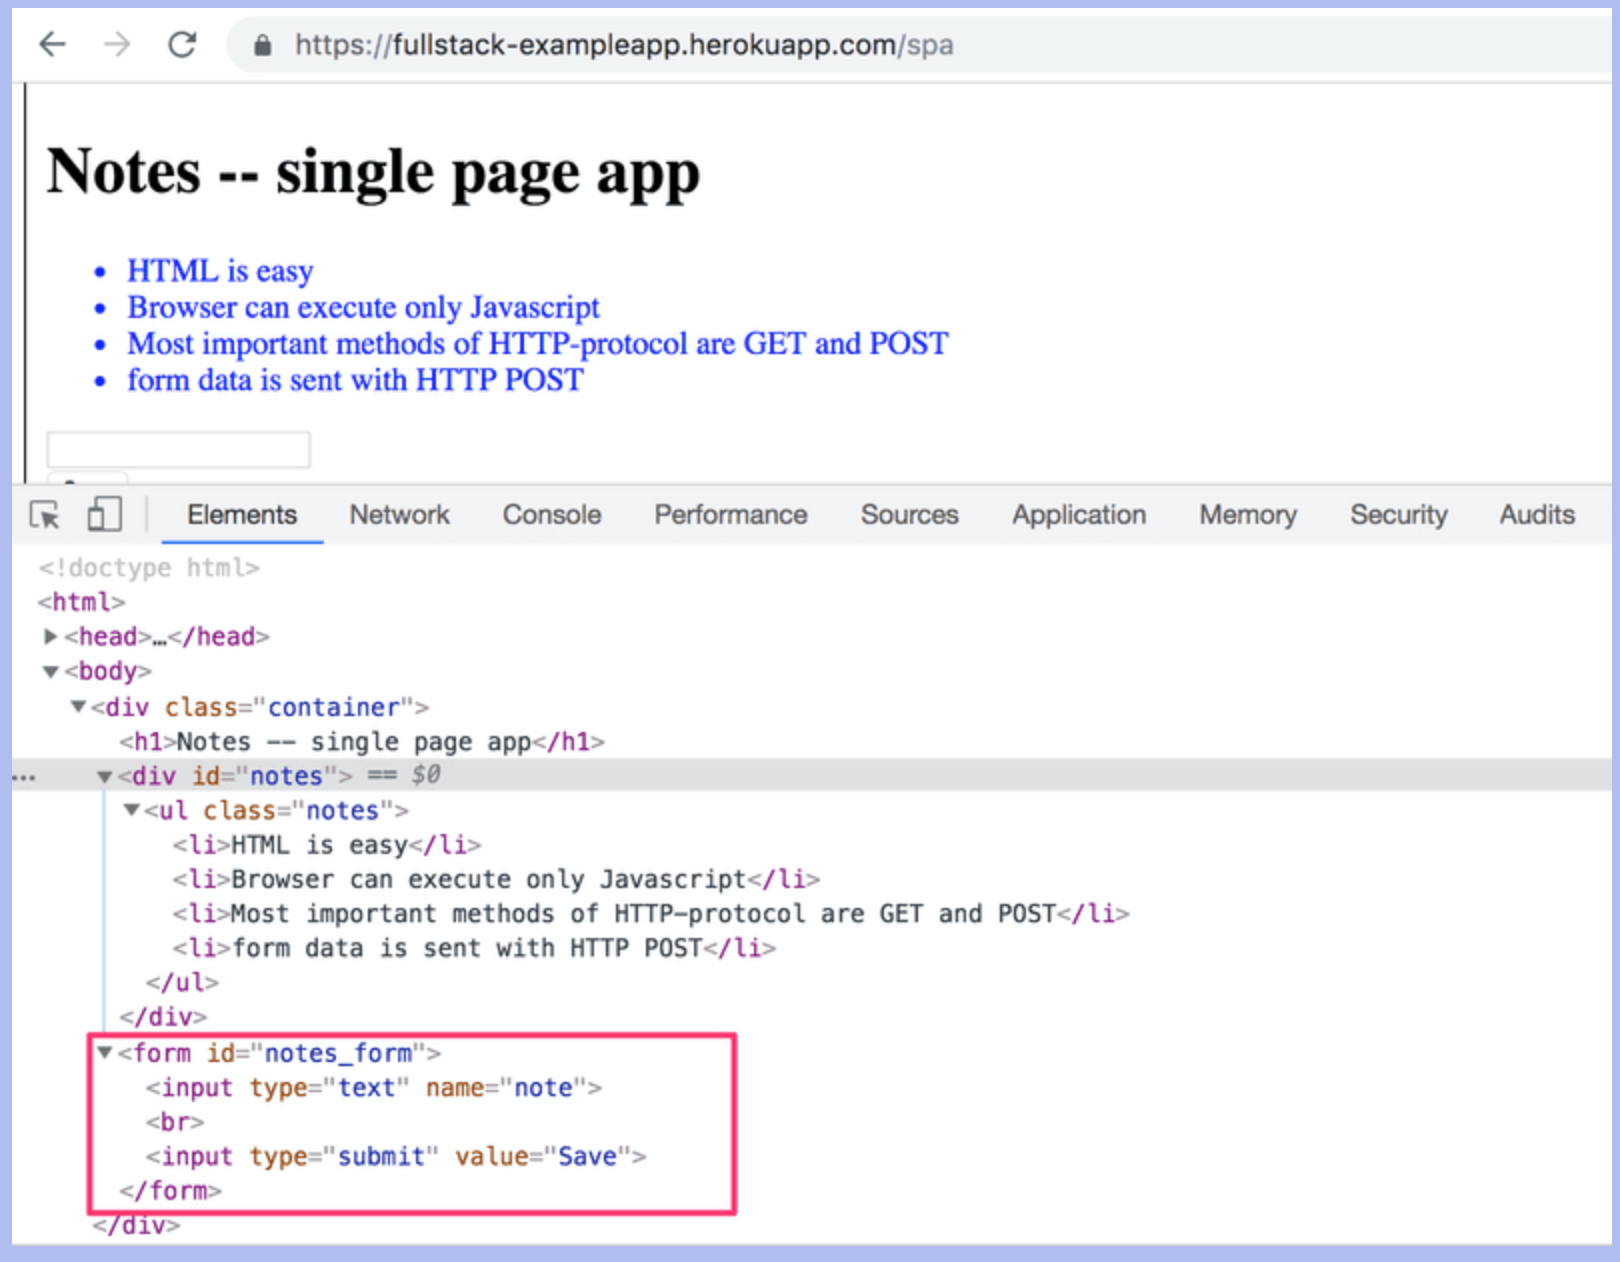 https://fullstack-exampleapp.herokuapp.com/spa
Notes -- single page app
• HTML is easy
• Browser can execute only Javascript
• Most important methods of HTTP-protocol are GET and POST
• form data is sent with HTTP POST
Elements Network Console Performance Sources Application Memory Security Audits
<!doctype html>
<html>
▶<head>…</head>
▼<body>
▼<div class="container">
<h1>Notes -- single page app</h1>
… ▼<div id="notes"> == $0
▼<ul class="notes">
<li>HTML is easy</li>
<li>Browser can execute only Javascript</li>
<li>Most important methods of HTTP-protocol are GET and POST</li>
<li>form data is sent with HTTP POST</li>
</ul>
</div>
▼<form id="notes_form">
<input type="text" name="note">
<br>
<input type="submit" value="Save">
</form>
</div>